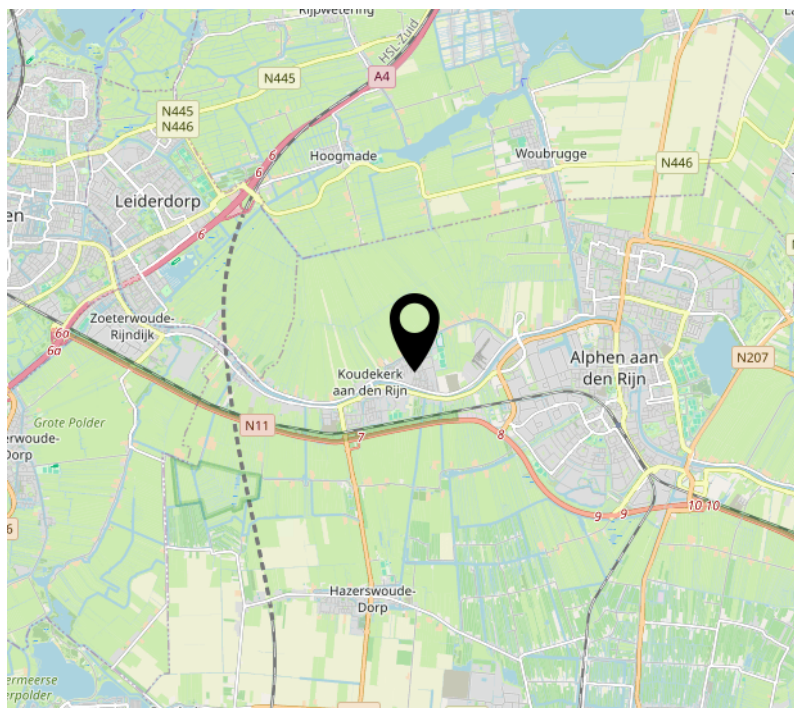 Rijpwetering
HSL Zuid
A4
N445
N445
N446
6
Hoogmade
Woubrugge
N446
Leiderdorp
en
6
6
Zoeterwoude-
Rijndijk
6a
6a
N207
Alphen aan
den Rijn
Koudekerk
aan den Rijn
Grote Polder
erwoude-
Dorp
N11
7
8
9
9
10
10
6
Hazerswoude-
Dorp
ermeerse
erpolder